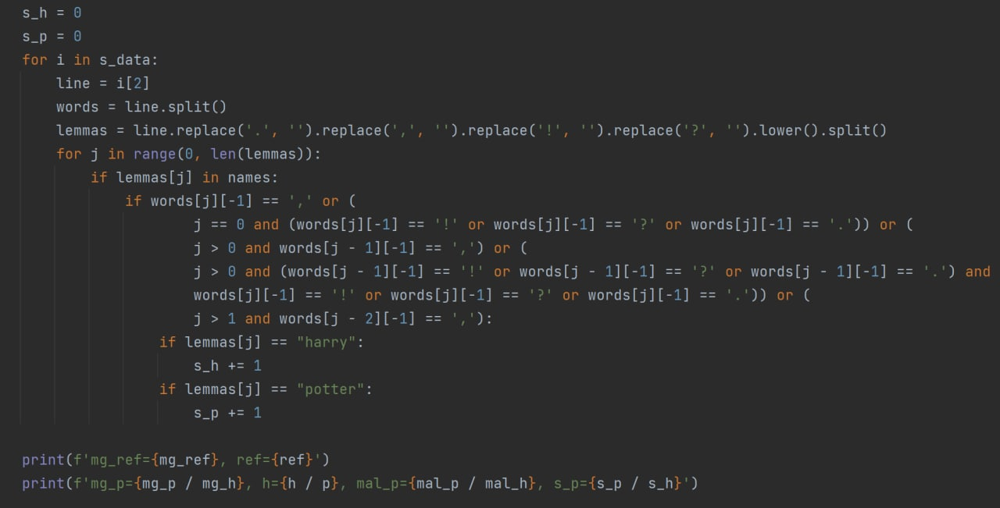 s_h = 0
s_p = 0
for i in s_data:
    line = i[2]
    words = line.split()
    lemmas = line.replace('.', '').replace(',', '').replace('!', '').replace('?', '').lower().split()
    for j in range(0, len(lemmas)):
        if lemmas[j] in names:
            if words[j][-1] == ',' or (
                    j == 0 and (words[j][-1] == '!' or words[j][-1] == '?' or words[j][-1] == '.')) or (
                    j > 0 and words[j - 1][-1] == ',') or (
                    j > 0 and (words[j - 1][-1] == '!' or words[j - 1][-1] == '?' or words[j - 1][-1] == '.') and
                    words[j][-1] == '!' or words[j][-1] == '?' or words[j][-1] == '.')) or (
                    j > 1 and words[j - 2][-1] == ','):
                if lemmas[j] == "harry":
                    s_h += 1
                if lemmas[j] == "potter":
                    s_p += 1
print(f'mg_ref={mg_ref}, ref={ref}')
print(f'mg_p={mg_p / mg_h}, h={h / p}, mal_p={mal_p / mal_h}, s_p={s_p / s_h}')